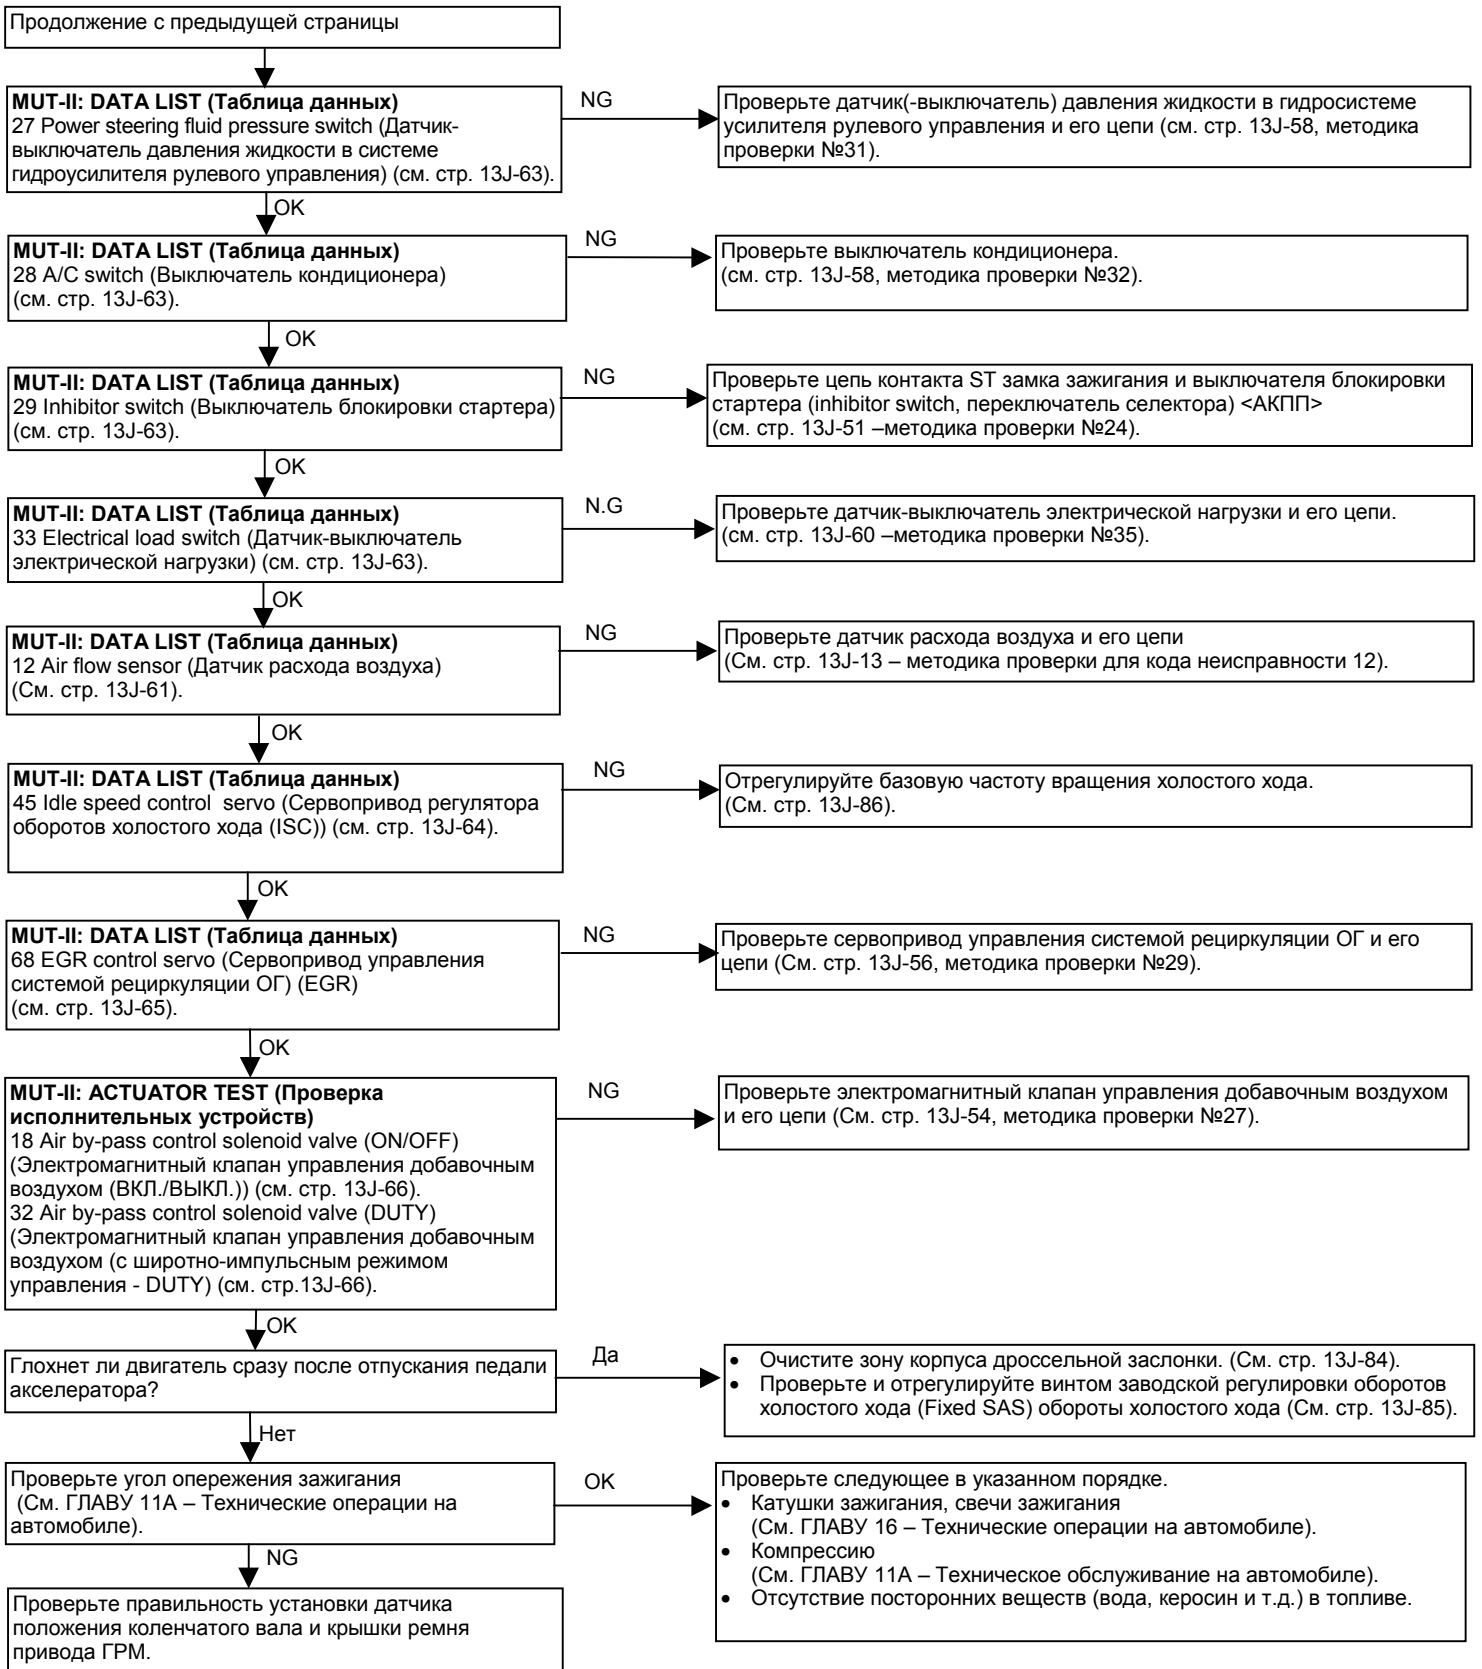 Продолжение с предыдущей страницы
MUT-II: DATA LIST (Таблица данных)
27 Power steering fluid pressure switch (Датчик-
выключатель давления жидкости в системе
гидроусилителя рулевого управления) (см. стр. 13J-63).
NG
Проверьте датчик(-выключатель) давления жидкости в гидросистеме
усилителя рулевого управления и его цепи (см. стр. 13J-58, методика
проверки №31).
OK
MUT-II: DATA LIST (Таблица данных)
28 A/C switch (Выключатель кондиционера)
(см. стр. 13J-63).
NG
Проверьте выключатель кондиционера.
(см. стр. 13J-58, методика проверки №32).
OK
MUT-II: DATA LIST (Таблица данных)
29 Inhibitor switch (Выключатель блокировки стартера)
(см. стр. 13J-63).
NG
Проверьте цепь контакта ST замка зажигания и выключателя блокировки
стартера (inhibitor switch, переключатель селектора) <АКПП>
(см. стр. 13J-51 –методика проверки №24).
OK
MUT-II: DATA LIST (Таблица данных)
33 Electrical load switch (Датчик-выключатель
электрической нагрузки) (см. стр. 13J-63).
N.G
Проверьте датчик-выключатель электрической нагрузки и его цепи.
(см. стр. 13J-60 –методика проверки №35).
OK
MUT-II: DATA LIST (Таблица данных)
12 Air flow sensor (Датчик расхода воздуха)
(См. стр. 13J-61).
NG
Проверьте датчик расхода воздуха и его цепи
(См. стр. 13J-13 – методика проверки для кода неисправности 12).
OK
MUT-II: DATA LIST (Таблица данных)
45 Idle speed control  servo (Сервопривод регулятора
оборотов холостого хода (ISC)) (см. стр. 13J-64).
NG
Отрегулируйте базовую частоту вращения холостого хода.
(См. стр. 13J-86).
OK
MUT-II: DATA LIST (Таблица данных)
68 EGR control servo (Сервопривод управления
системой рециркуляции ОГ) (EGR)
(см. стр. 13J-65).
NG
Проверьте сервопривод управления системой рециркуляции ОГ и его
цепи (См. стр. 13J-56, методика проверки №29).
OK
MUT-II: ACTUATOR TEST (Проверка
исполнительных устройств)
18 Air by-pass control solenoid valve (ON/OFF)
(Электромагнитный клапан управления добавочным
воздухом (ВКЛ./ВЫКЛ.)) (см. стр. 13J-66).
32 Air by-pass control solenoid valve (DUTY)
(Электромагнитный клапан управления добавочным
воздухом (с широтно-импульсным режимом
управления - DUTY) (см. стр.13J-66).
NG
Проверьте электромагнитный клапан управления добавочным воздухом
и его цепи (См. стр. 13J-54, методика проверки №27).
OK
Глохнет ли двигатель сразу после отпускания педали
акселератора?
Да
• Очистите зону корпуса дроссельной заслонки. (См. стр. 13J-84).
• Проверьте и отрегулируйте винтом заводской регулировки оборотов
холостого хода (Fixed SAS) обороты холостого хода (См. стр. 13J-85).
Нет
Проверьте угол опережения зажигания
(См. ГЛАВУ 11А – Технические операции на
автомобиле).
OK
Проверьте следующее в указанном порядке.
• Катушки зажигания, свечи зажигания
(См. ГЛАВУ 16 – Технические операции на автомобиле).
• Компрессию
(См. ГЛАВУ 11А – Техническое обслуживание на автомобиле).
• Отсутствие посторонних веществ (вода, керосин и т.д.) в топливе.
NG
Проверьте правильность установки датчика
положения коленчатого вала и крышки ремня
привода ГРМ.